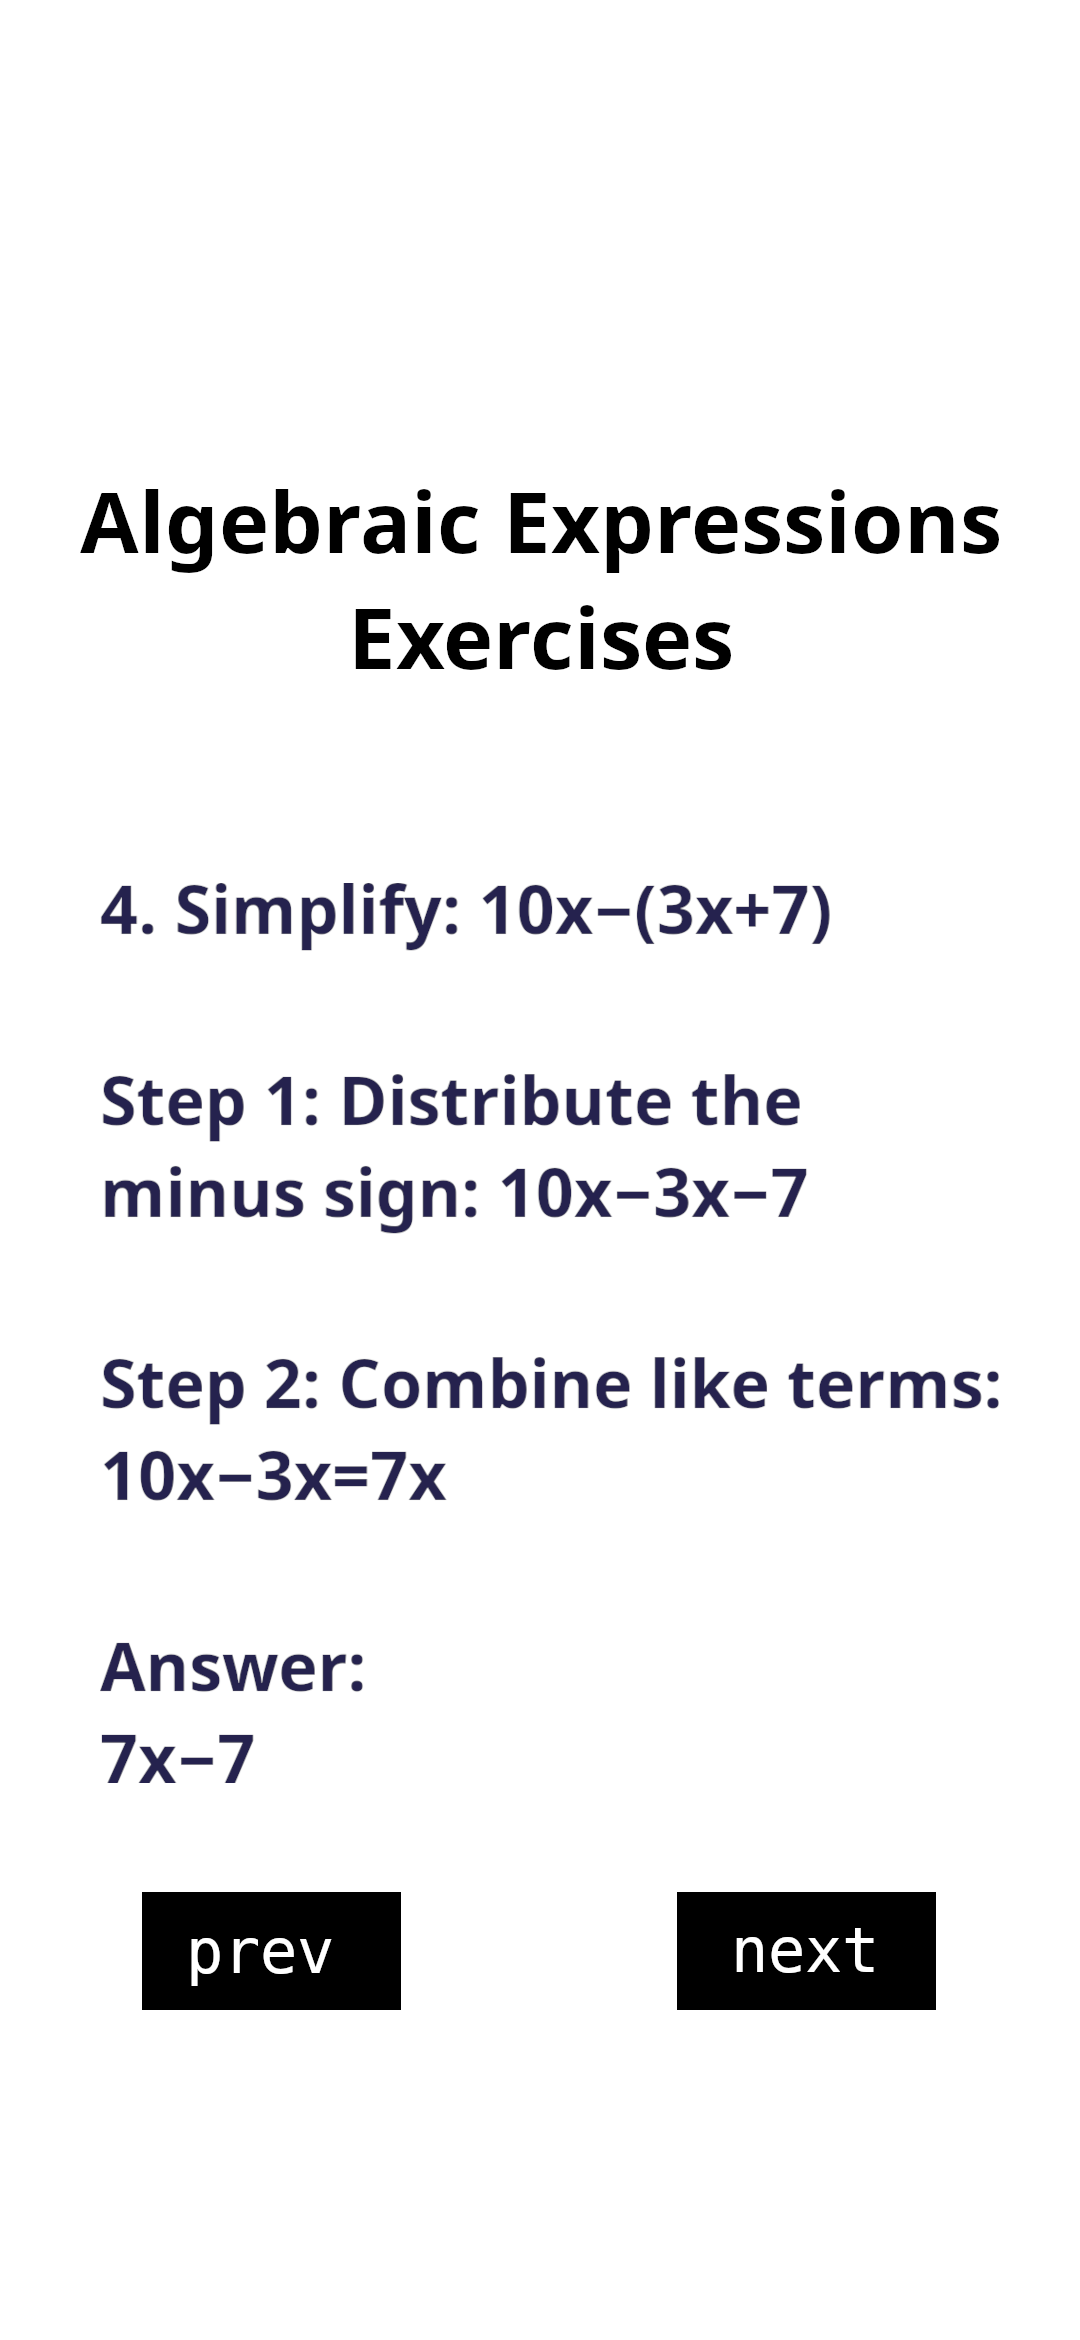 Algebraic Expressions
Exercises
4. Simplify: 10x−(3x+7)
Step 1: Distribute the
minus sign: 10x−3x−7
Step 2: Combine like terms:
10x−3x=7x
Answer:
7x−7
prev
next